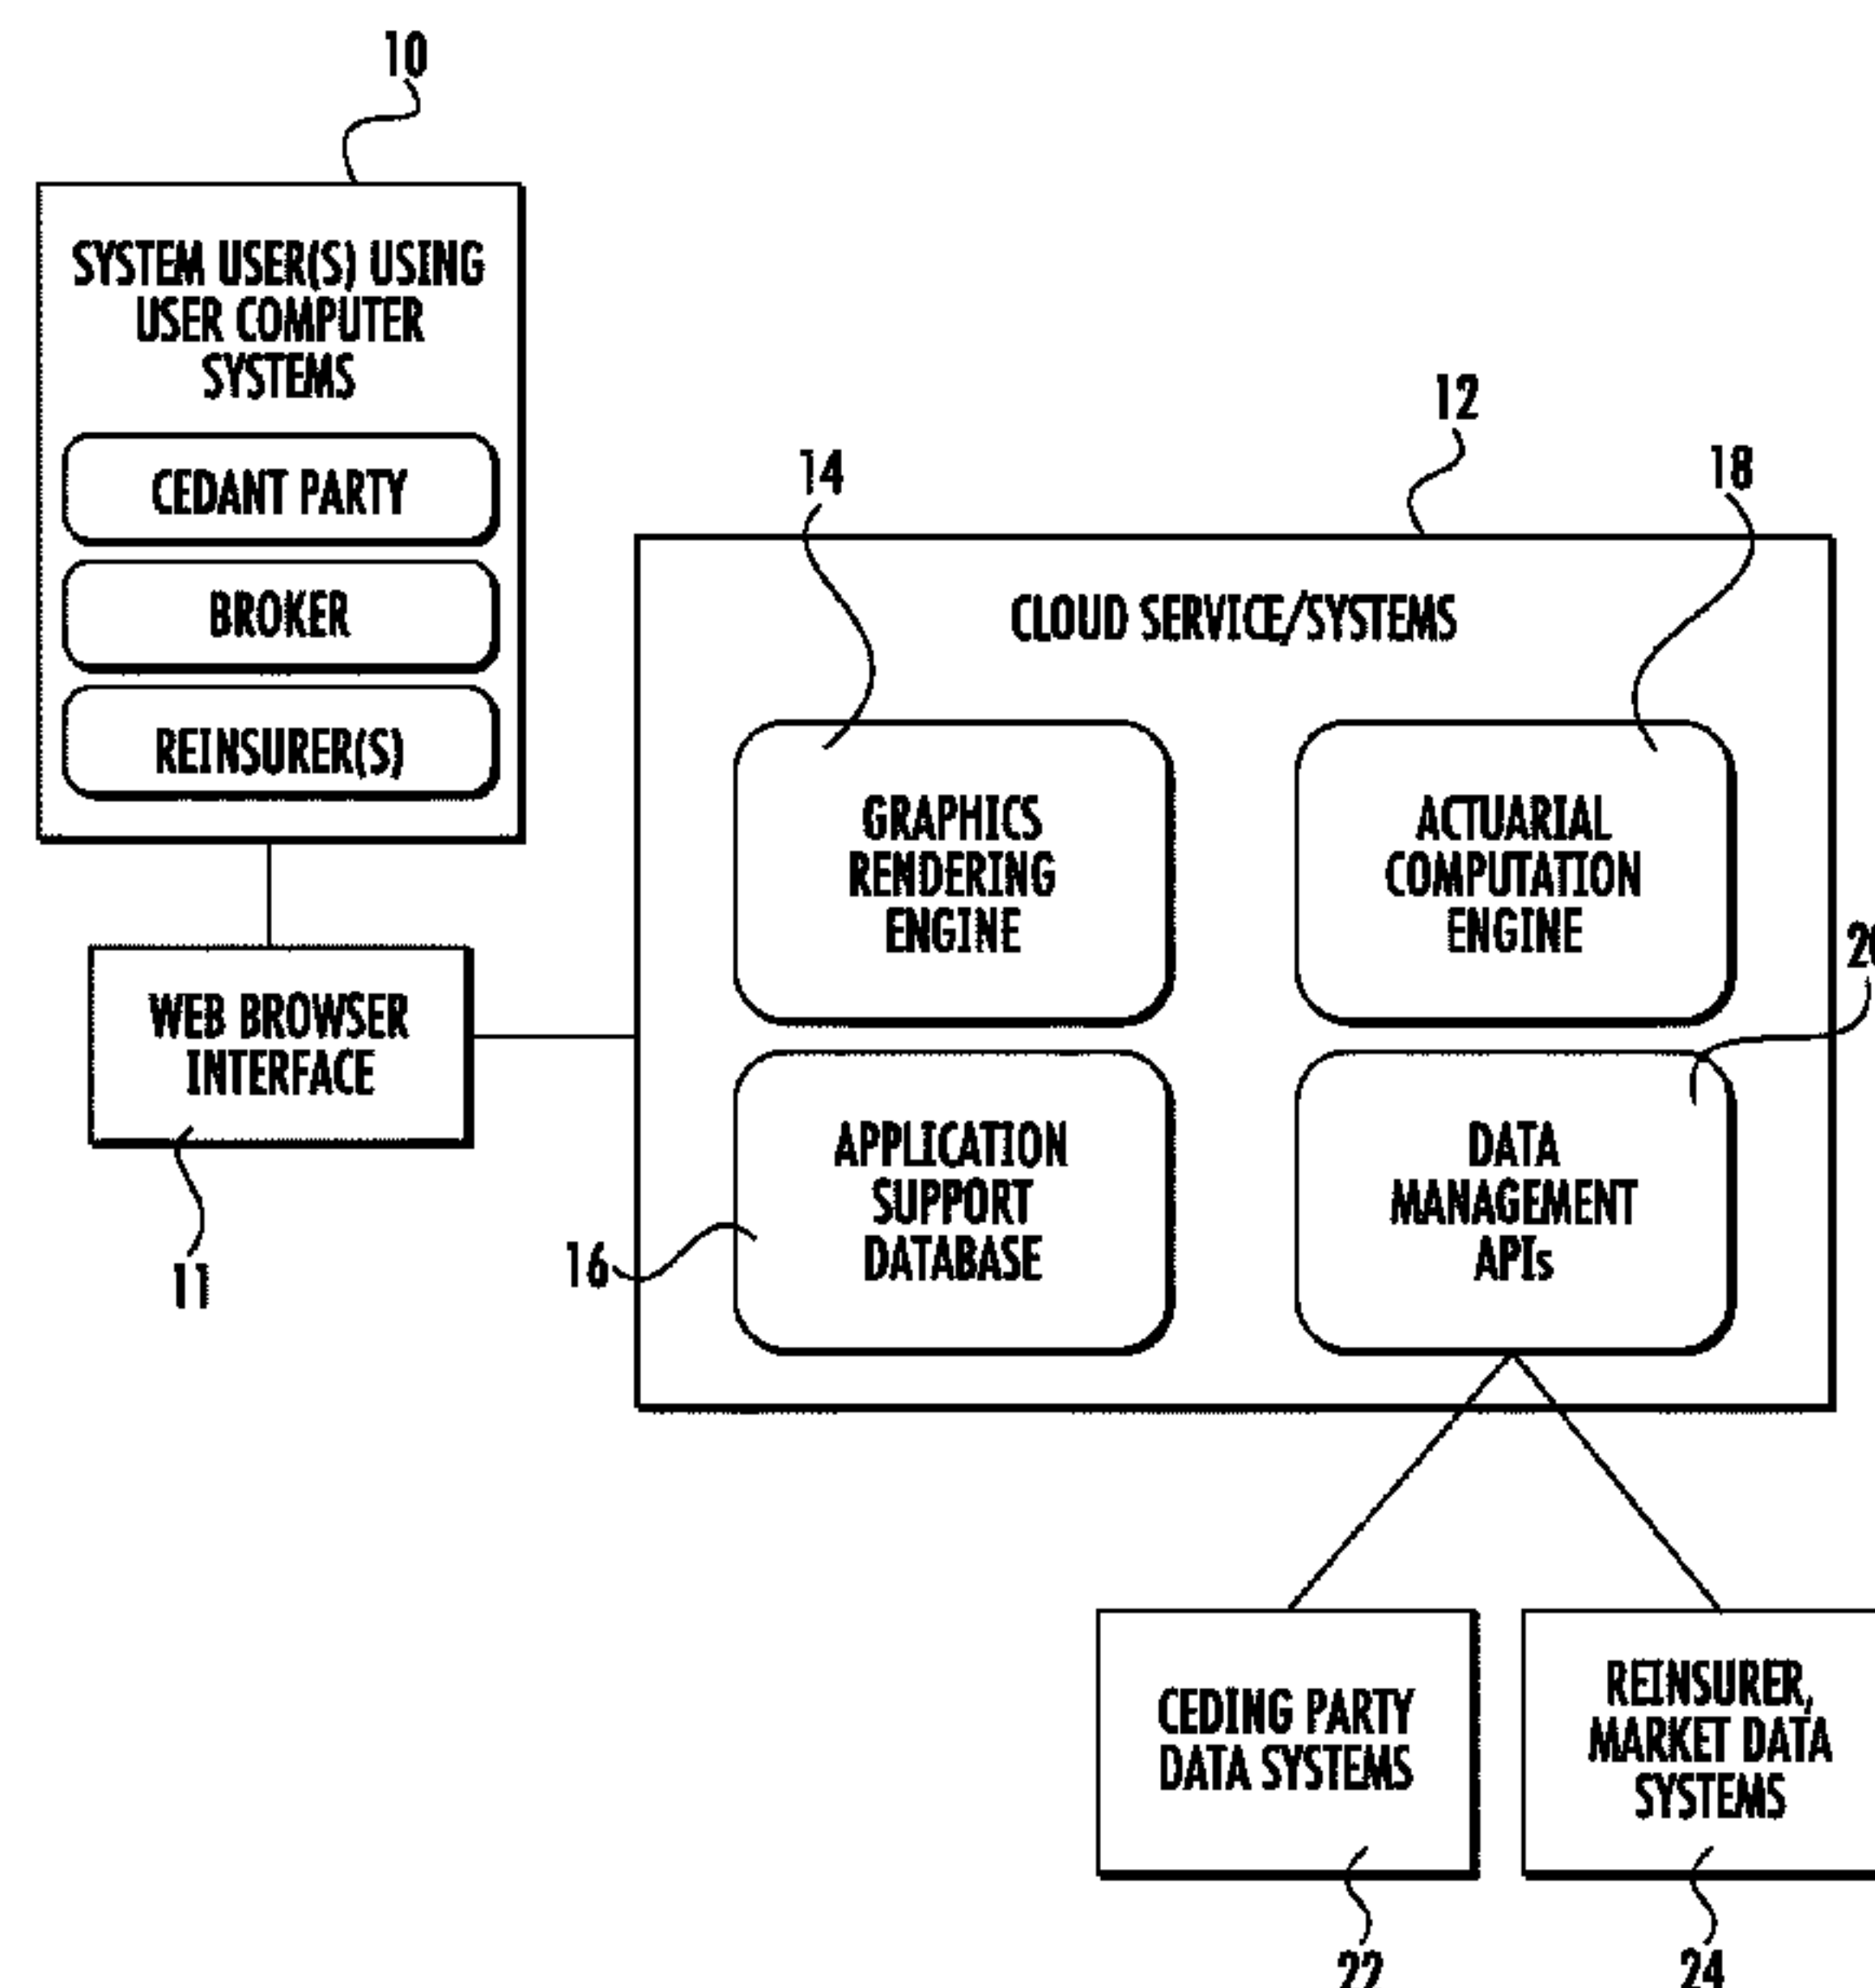 10
SYSTEM USER(S) USING
USER COMPUTER
SYSTEMS
CEDANT PARTY
BROKER
REINSURER(S)
WEB BROWSER
INTERFACE
11
12
14
18
CLOUD SERVICE/SYSTEMS
GRAPHICS
RENDERING
ENGINE
ACTUARIAL
COMPUTATION
ENGINE
20
APPLICATION
SUPPORT
DATABASE
16
DATA
MANAGEMENT
APIs
CEDING PARTY
DATA SYSTEMS
REINSURER,
MARKET DATA
SYSTEMS
22
24